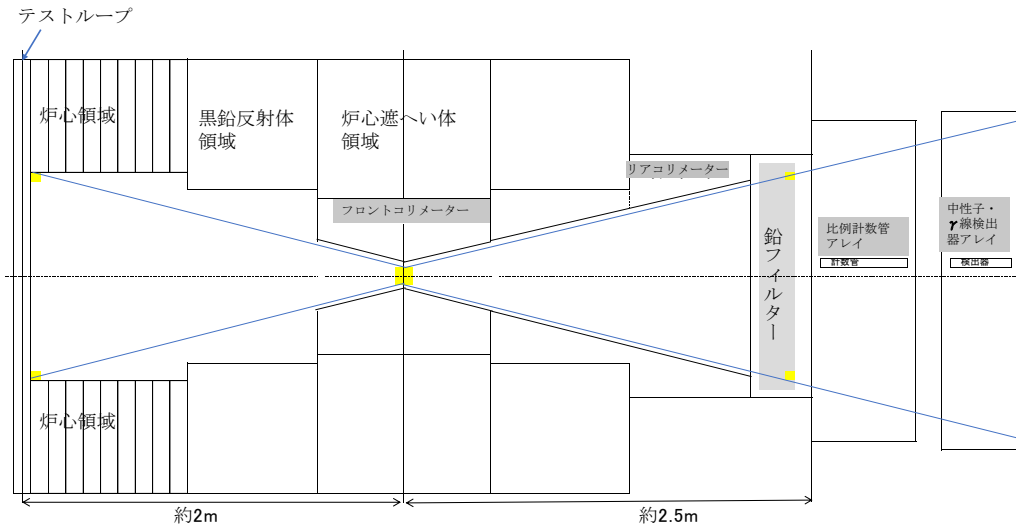 テストループ
炉心領域
黒鉛反射体
領域
炉心遮へい体
領域
リアコリメーター
フロントコリメーター
鉛フィルター
比例計数管
アレイ
計数管
中性子・
γ線検出
器アレイ
検出器
炉心領域
約2m
約2.5m